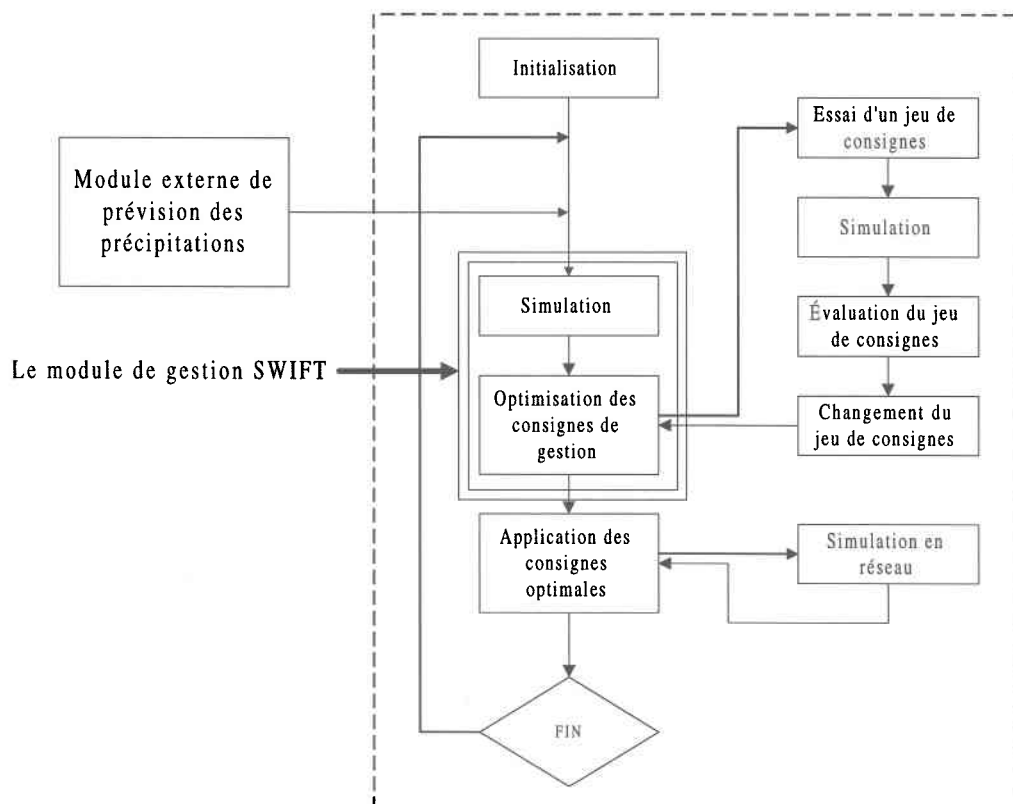 Initialisation
Essai d'un jeu de
consignes
Module externe de
prévision des
précipitations
Simulation
Simulation
Évaluation du jeu
de consignes
Le module de gestion SWIFT
Optimisation des
consignes de
gestion
Changement du
jeu de consignes
Application des
consignes
optimales
Simulation en
réseau
FIN